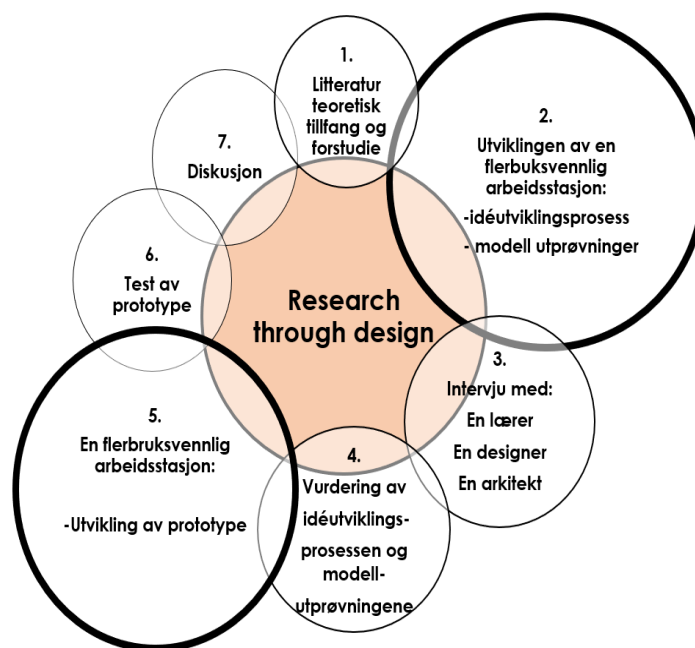 1.
Litteratur
teoretisk
tillfang og
forstudie
2.
Utviklingen av en
flerbuksvennlig
arbeidsstasjon:
-idéutviklingsprosess
- modell utprøvninger
3.
Intervju med:
En lærer
En designer
En arkitekt
4.
Vurdering av
idéutviklings-
prosessen og
modell-
utprøvningene
5.
En flerbruksvennlig
arbeidsstasjon:
-Utvikling av prototype
6.
Test av
prototype
7.
Diskusjon
Research
through design